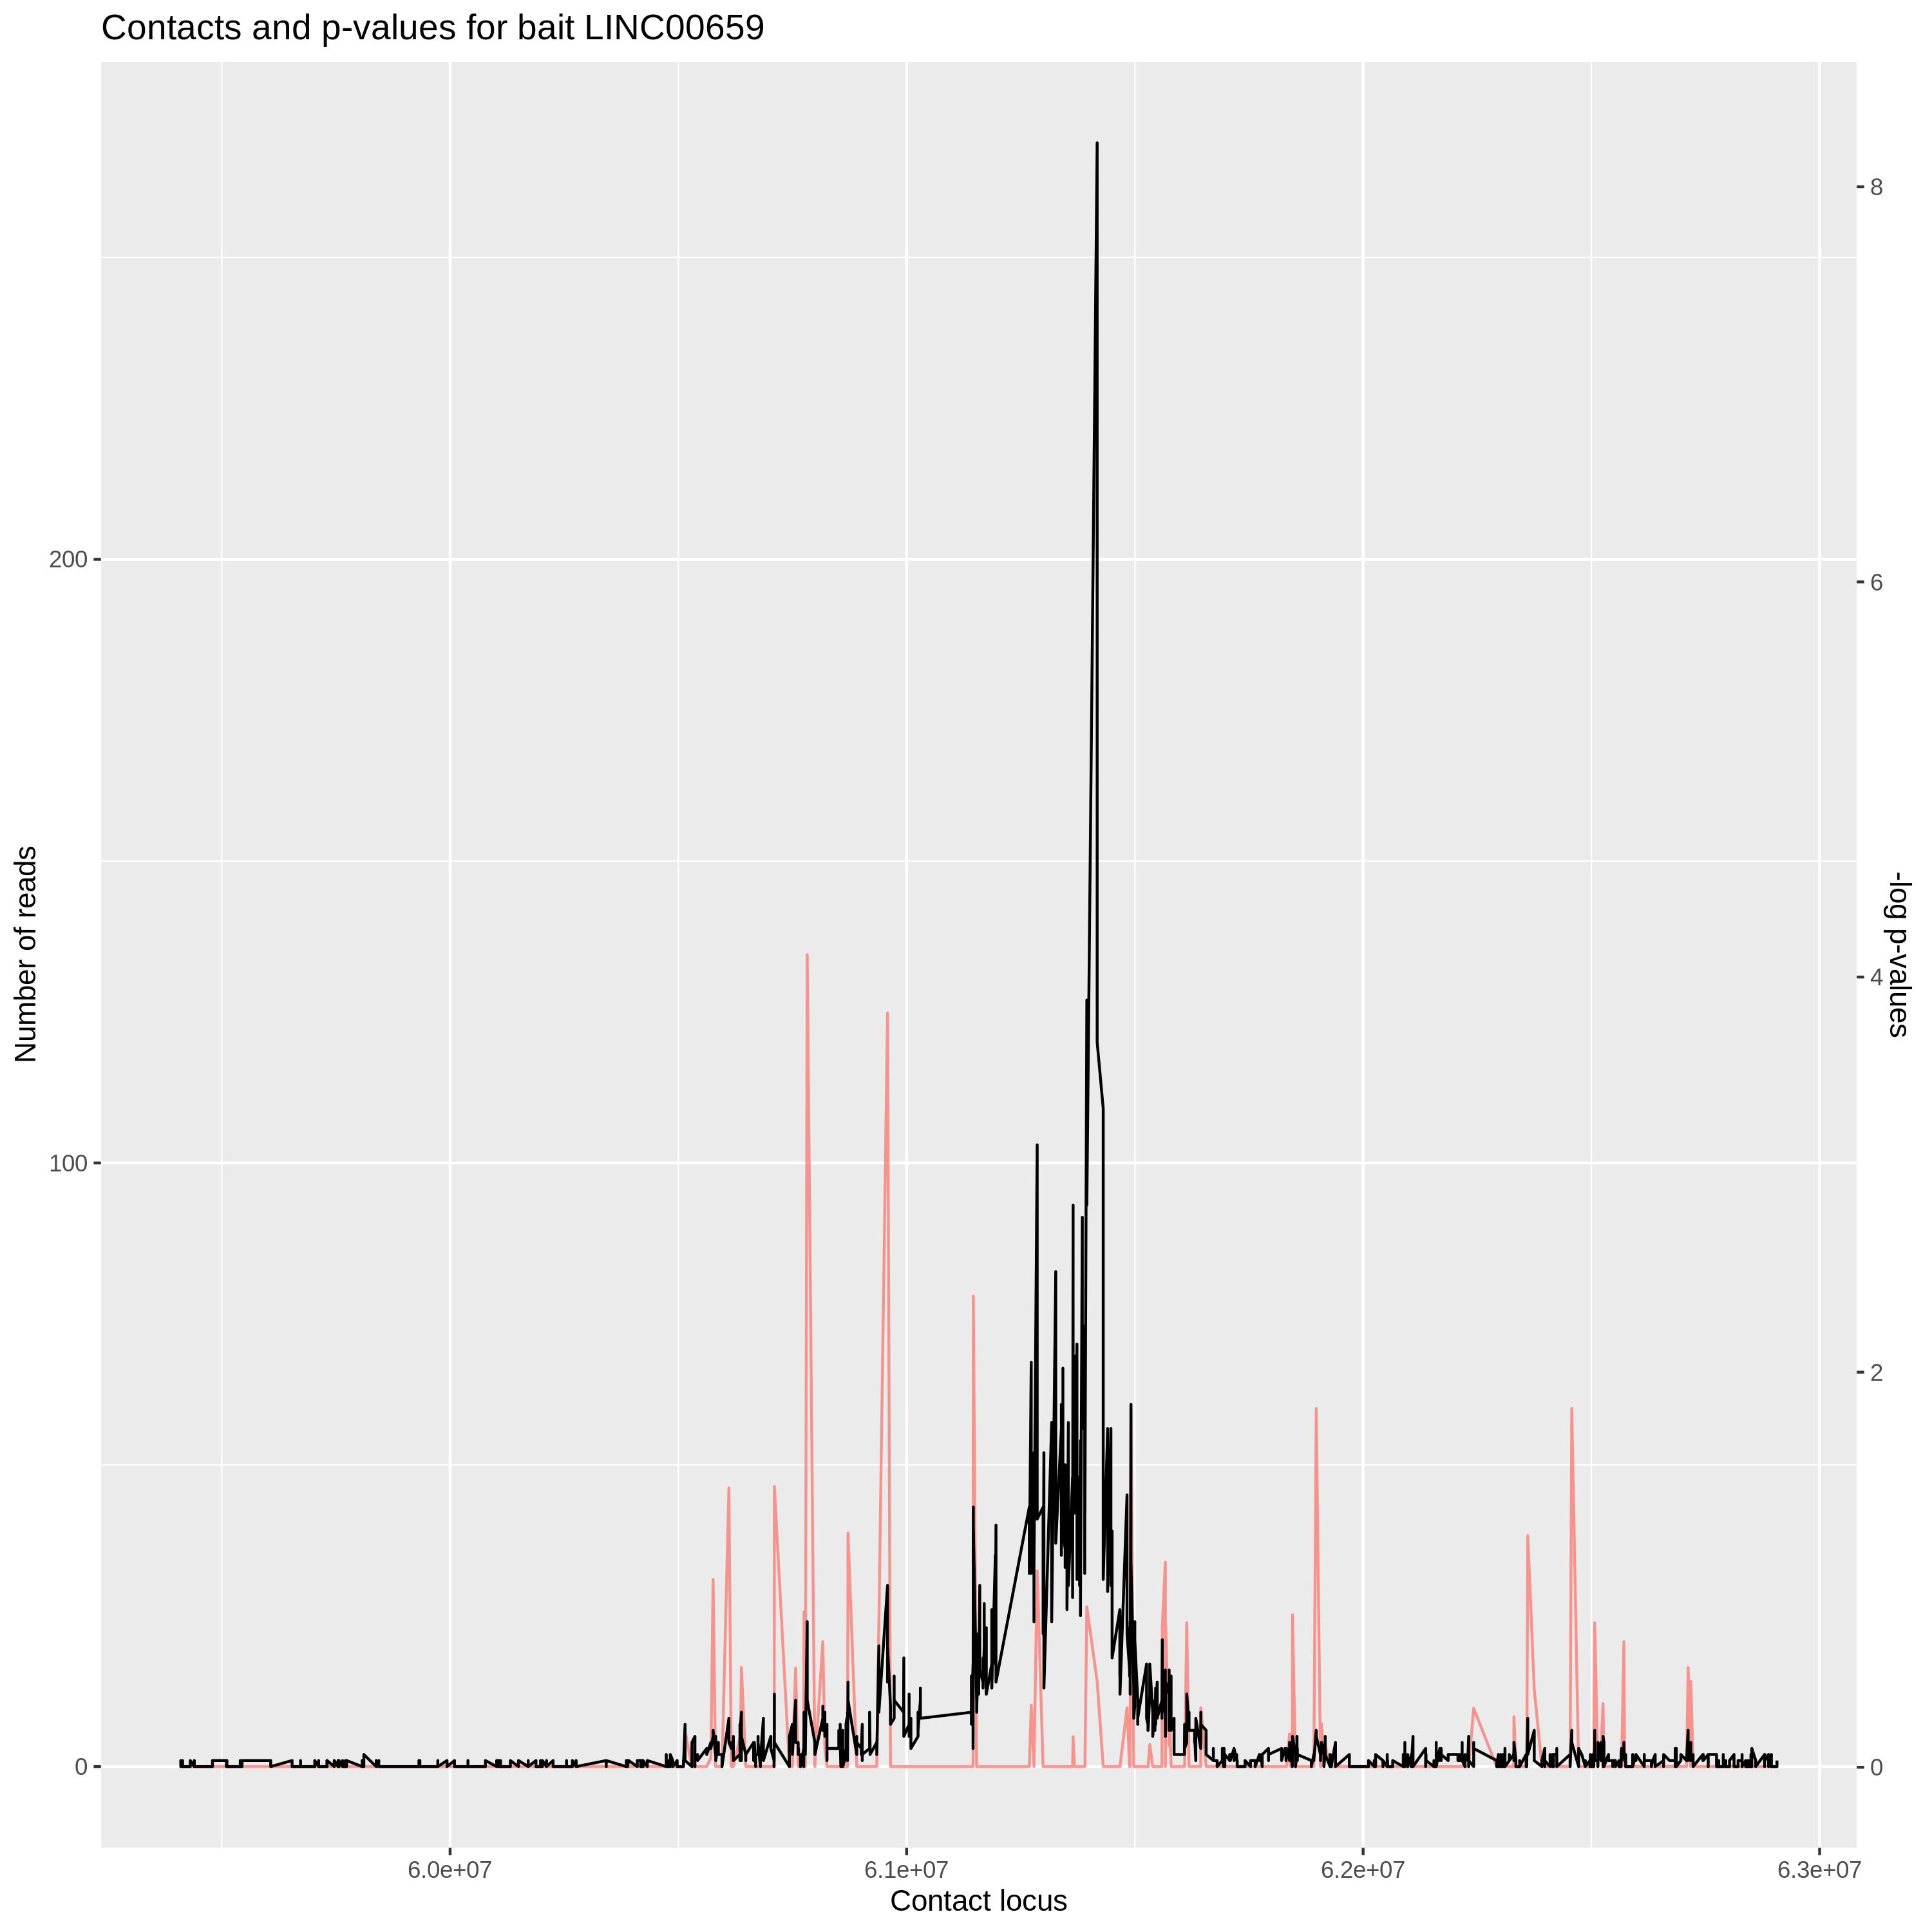 Contacts and p-values for bait LINC00659
Number of reads
200
100
0
8
6
4
2
0
-log p-values
6.0e+07
6.1e+07
6.2e+07
6.3e+07
Contact locus